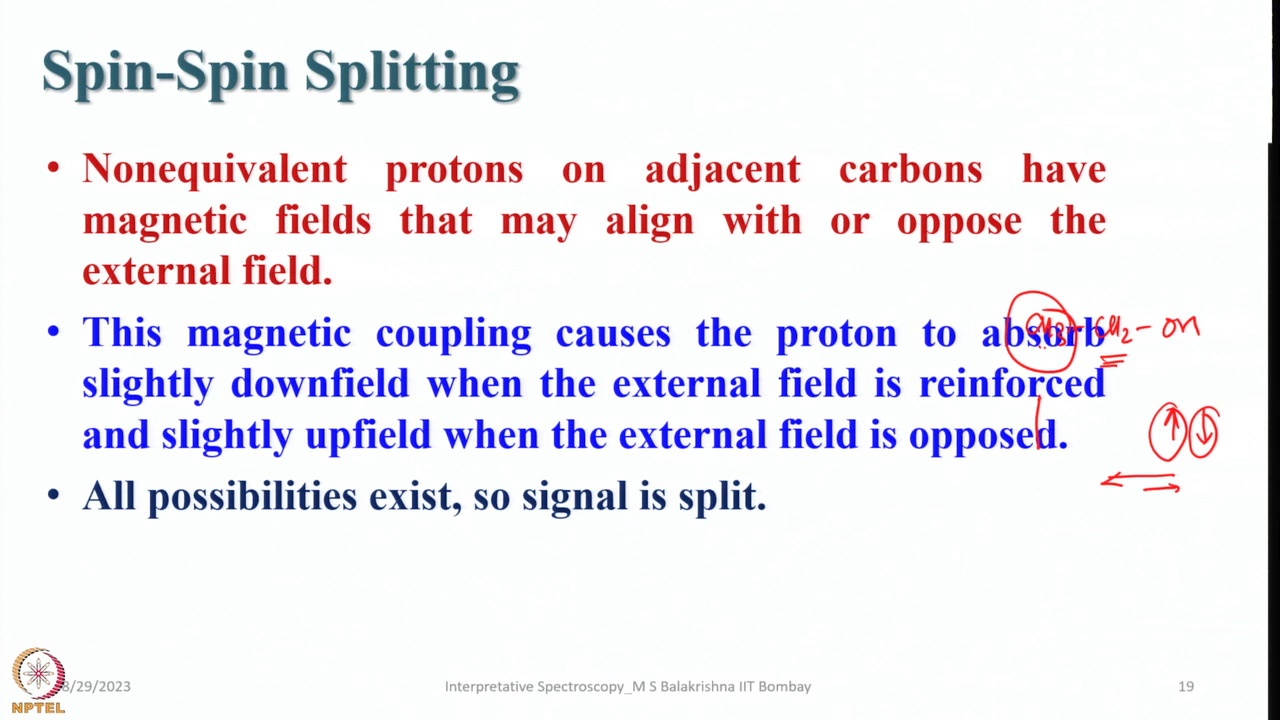 Spin-Spin Splitting
• Nonequivalent protons on adjacent carbons have
magnetic fields that may align with or oppose the
external field.
• This magnetic coupling causes the proton to absorb
CH3-CH2-OH
slightly downfield when the external field is reinforced
and slightly upfield when the external field is opposed.
• All possibilities exist, so signal is split.
8/29/2023
Interpretative Spectroscopy_M S Balakrishna IIT Bombay
19
NPTEL